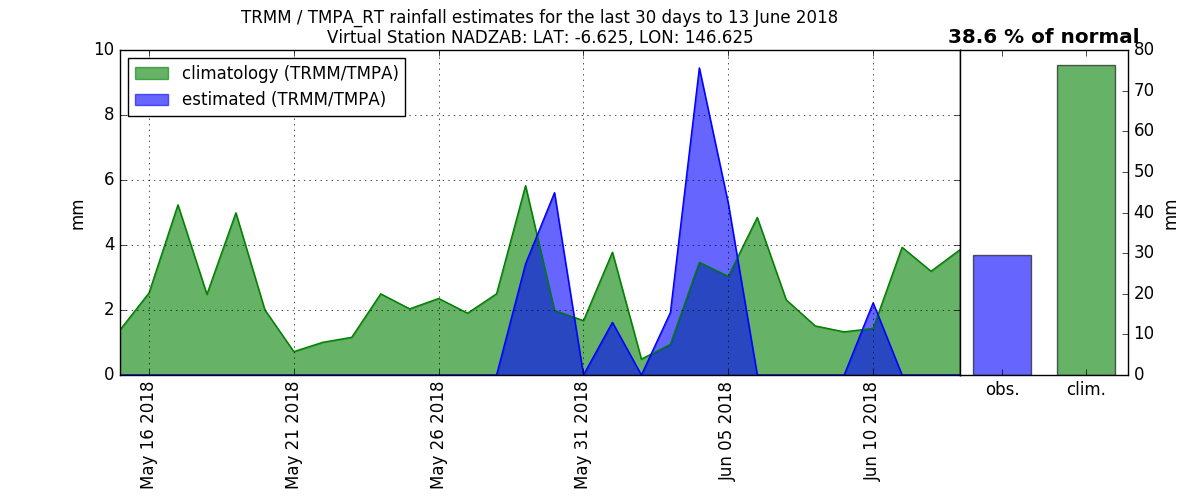 TRMM / TMPA_RT rainfall estimates for the last 30 days to 13 June 2018
Virtual Station NADZAB: LAT: -6.625, LON: 146.625
38.6 % of normal
climatology (TRMM/TMPA)
estimated (TRMM/TMPA)
10
8
6
4
2
0
mm
May 16 2018
May 21 2018
May 26 2018
May 31 2018
Jun 05 2018
Jun 10 2018
obs.
clim.
80
70
60
50
40
30
20
10
0
mm